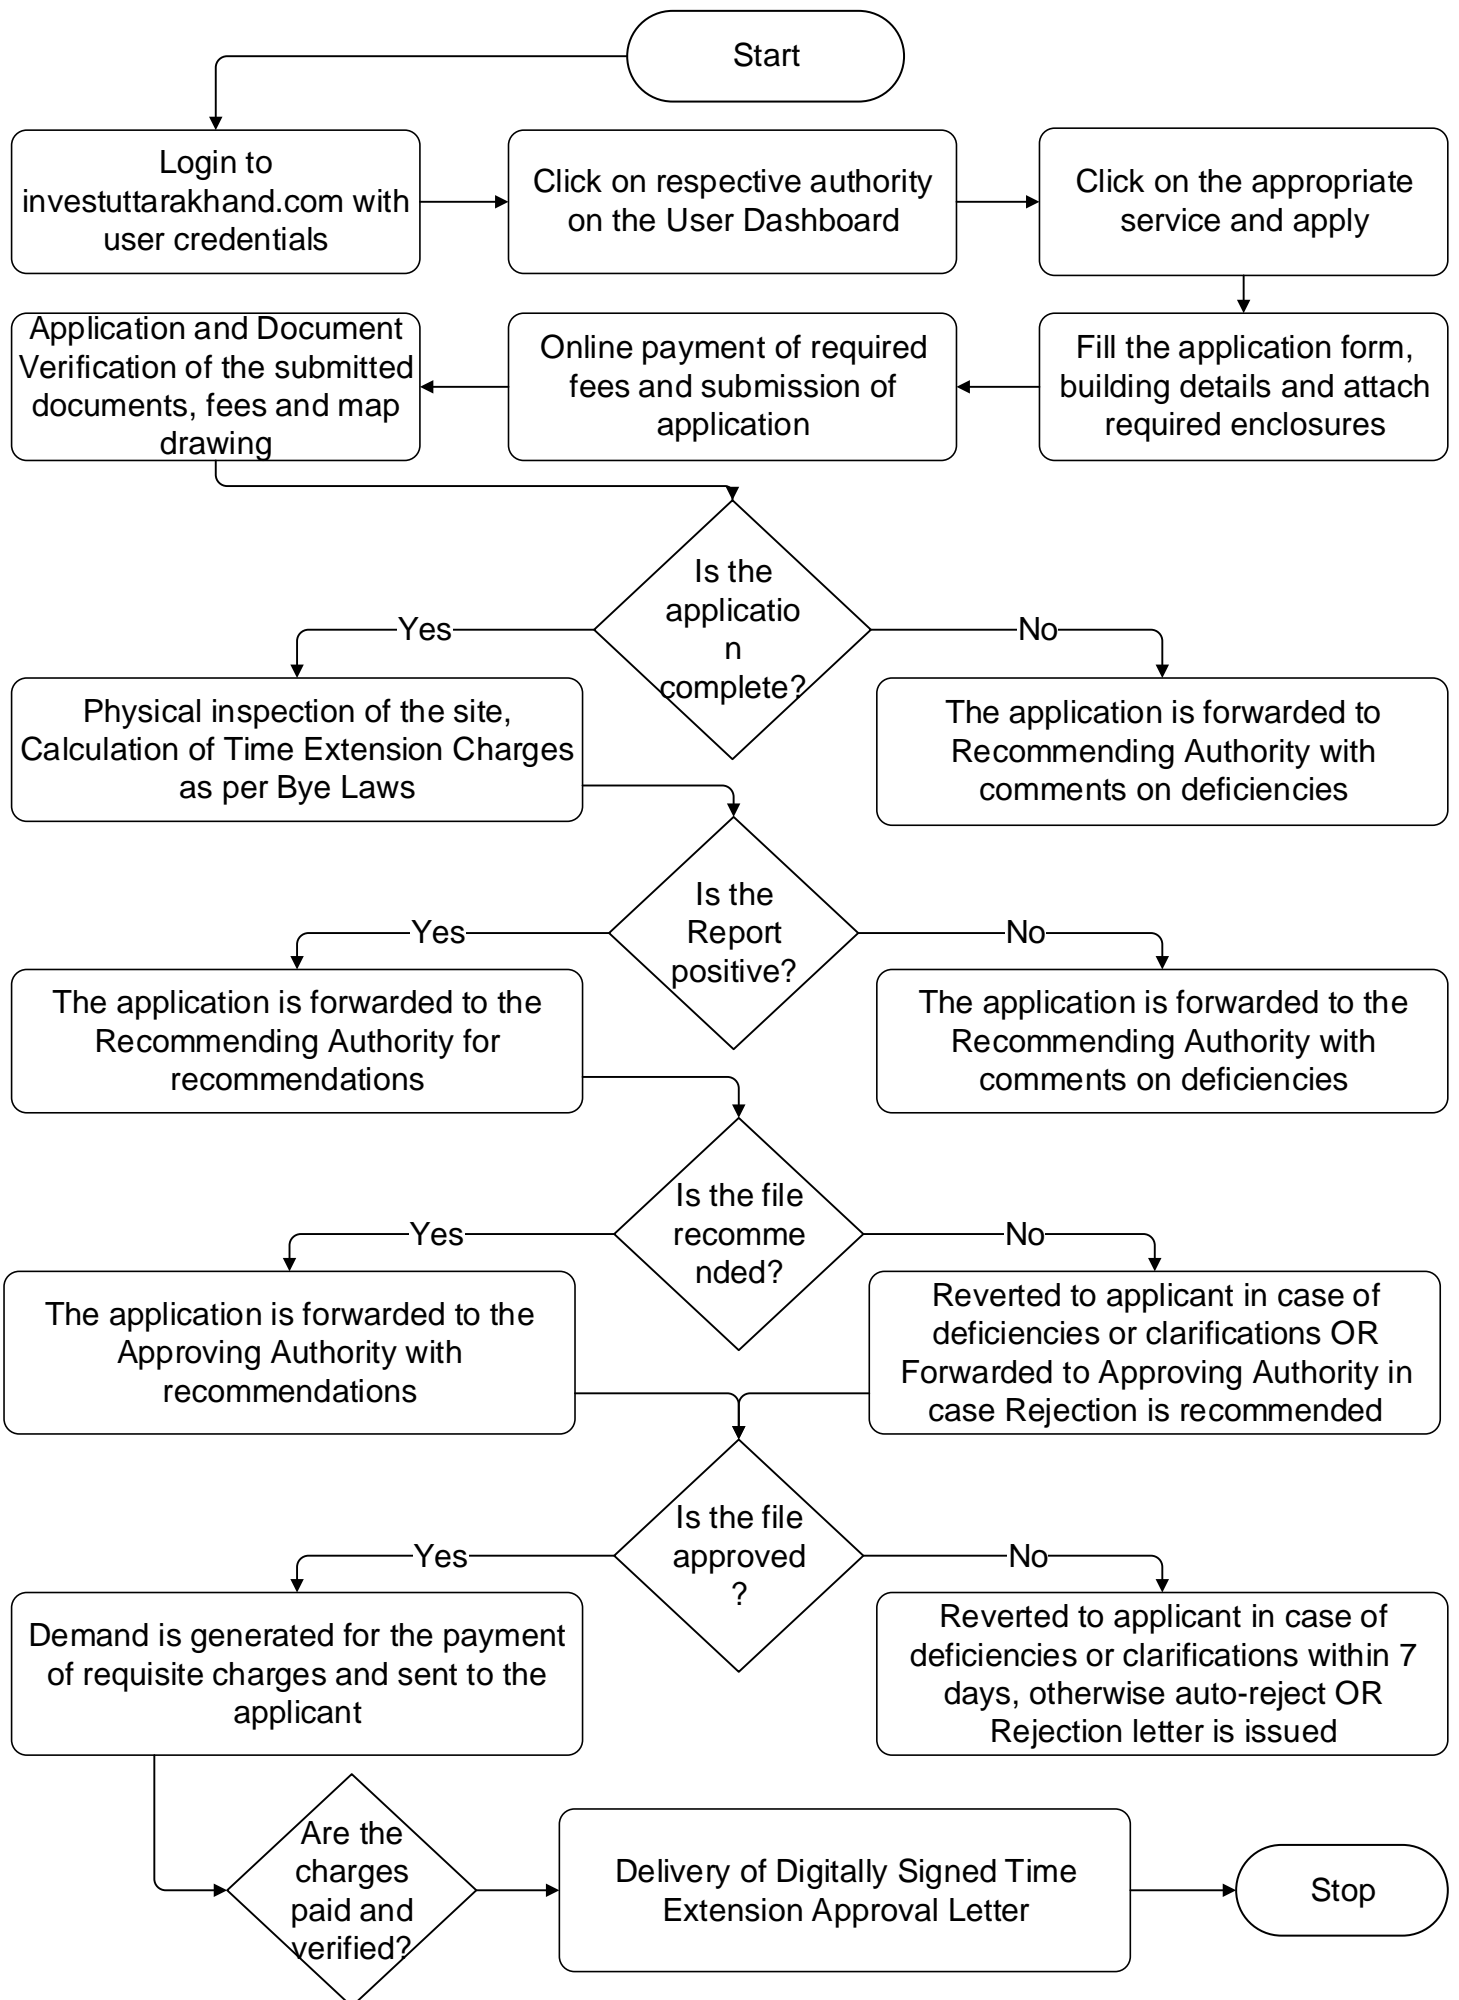 Start
Login to
investuttarakhand.com with
user credentials
Click on respective authority
on the User Dashboard
Click on the appropriate
service and apply
Fill the application form,
building details and attach
required enclosures
Online payment of required
fees and submission of
application
Application and Document
Verification of the submitted
documents, fees and map
drawing
Is the
applicatio
n
complete?
Yes
No
Physical inspection of the site,
Calculation of Time Extension Charges
as per Bye Laws
The application is forwarded to
Recommending Authority with
comments on deficiencies
Is the
Report
positive?
Yes
No
The application is forwarded to the
Recommending Authority for
recommendations
The application is forwarded to the
Recommending Authority with
comments on deficiencies
Is the file
recomme
nded?
Yes
No
The application is forwarded to the
Approving Authority with
recommendations
Reverted to applicant in case of
deficiencies or clarifications OR
Forwarded to Approving Authority in
case Rejection is recommended
Is the file
approved
?
Yes
No
Demand is generated for the payment
of requisite charges and sent to the
applicant
Reverted to applicant in case of
deficiencies or clarifications within 7
days, otherwise auto-reject OR
Rejection letter is issued
Are the
charges
paid and
verified?
Delivery of Digitally Signed Time
Extension Approval Letter
Stop